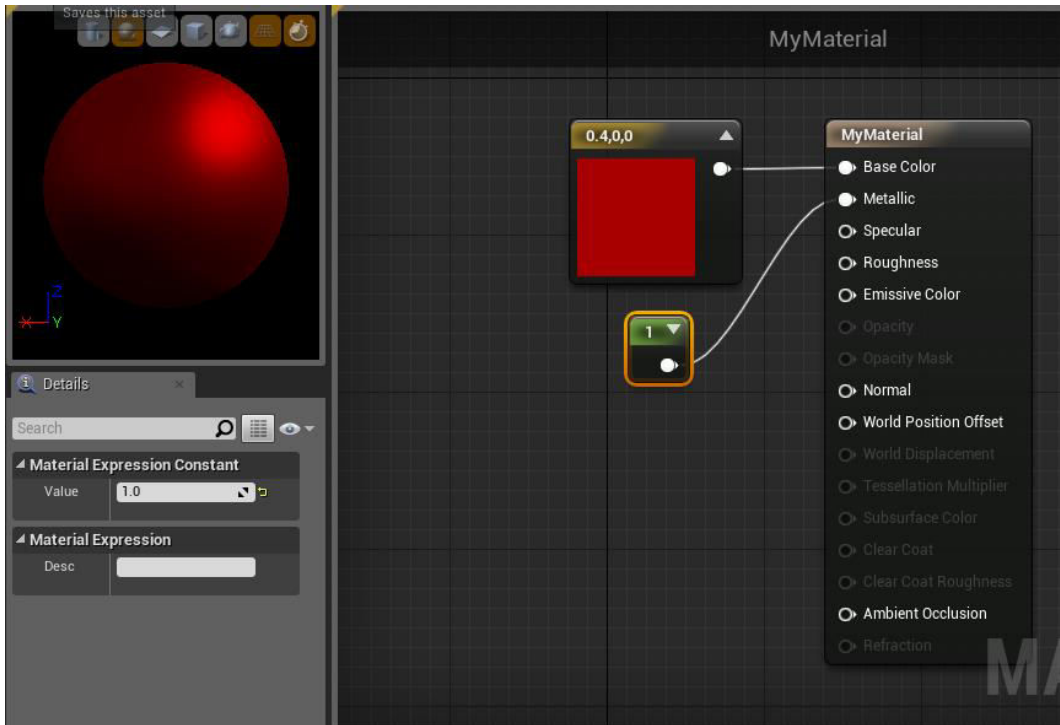 Saves this asset
MyMaterial
Z
X Y
Details
Search
Material Expression Constant
Value 1.0
Material Expression
Desc
0.4,0,0
1
MyMaterial
Base Color
Metallic
Specular
Roughness
Emissive Color
Opacity
Opacity Mask
Normal
World Position Offset
World Displacement
Tessellation Multiplier
Subsurface Color
Clear Coat
Clear Coat Roughness
Ambient Occlusion
Refraction